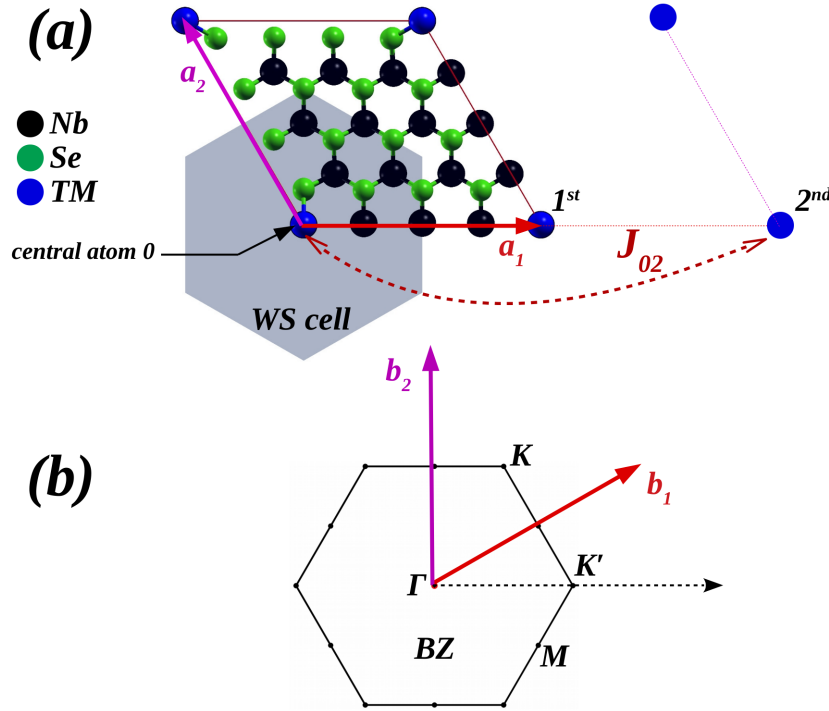 (a)
a2
Nb
Se
TM
central atom 0
WS cell
a1
1st
2nd
J02
(b)
b2
K
b1
Γ
K'
BZ
M